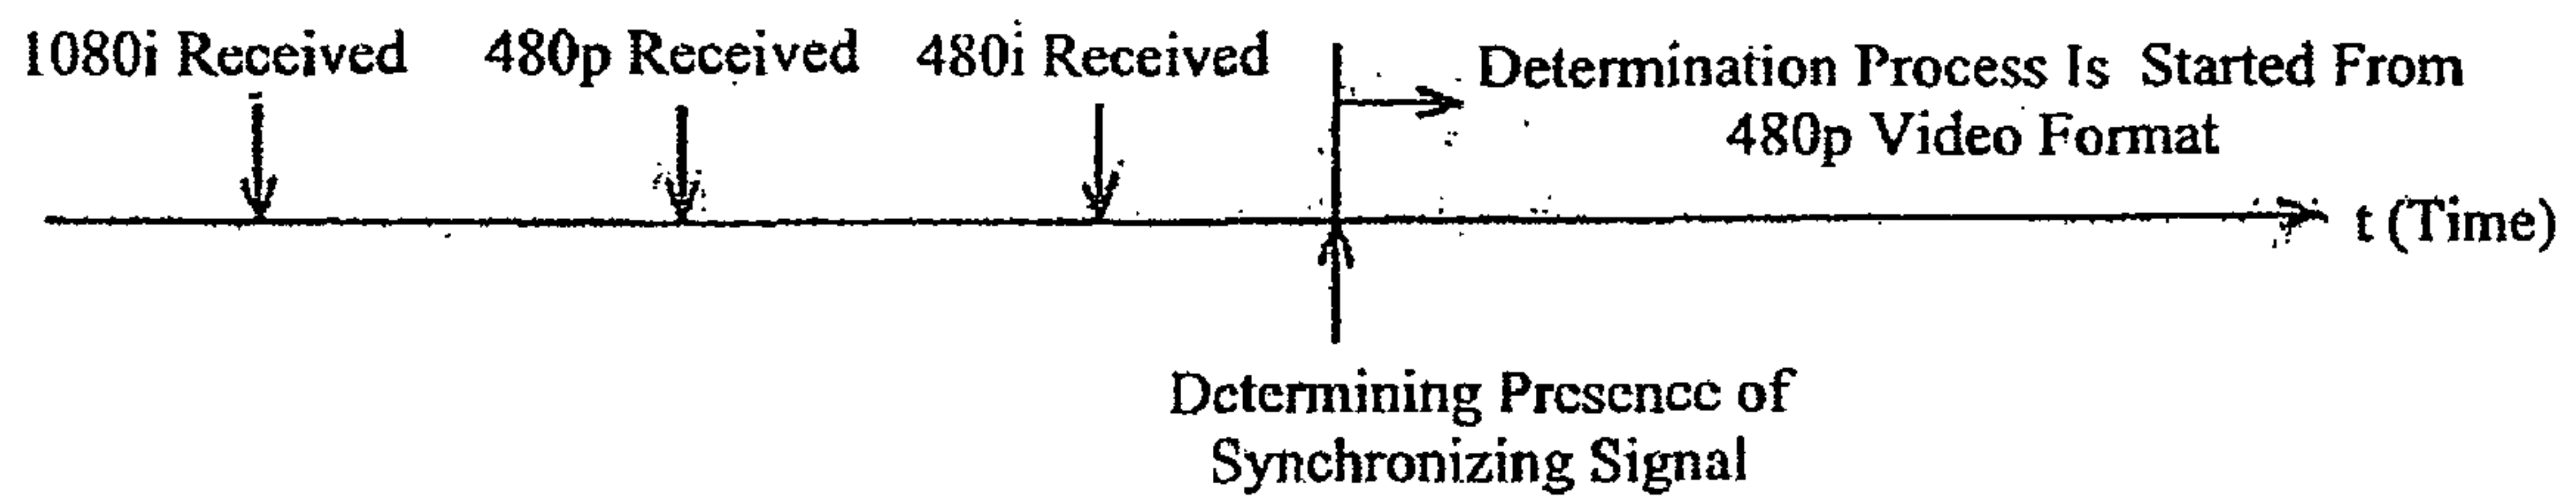 1080i Received
480p Received
480i Received
Determination Process Is Started From
480p Video Format
t (Time)
Determining Presence of
Synchronizing Signal